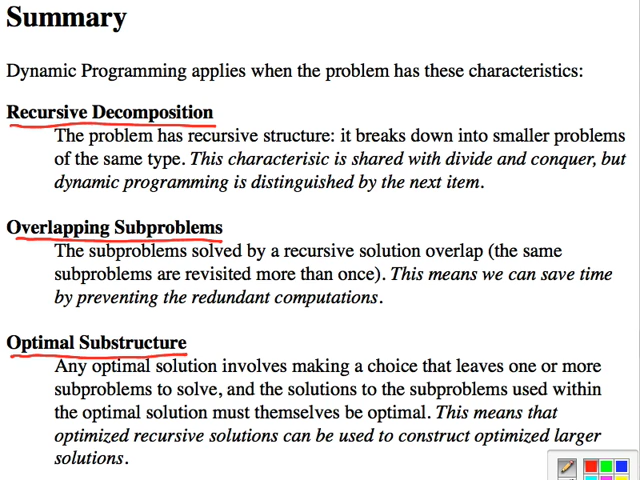 Summary
Dynamic Programming applies when the problem has these characteristics:
Recursive Decomposition
The problem has recursive structure: it breaks down into smaller problems
of the same type. This characterisic is shared with divide and conquer, but
dynamic programming is distinguished by the next item.
Overlapping Subproblems
The subproblems solved by a recursive solution overlap (the same
subproblems are revisited more than once). This means we can save time
by preventing the redundant computations.
Optimal Substructure
Any optimal solution involves making a choice that leaves one or more
subproblems to solve, and the solutions to the subproblems used within
the optimal solution must themselves be optimal. This means that
optimized recursive solutions can be used to construct optimized larger
solutions.